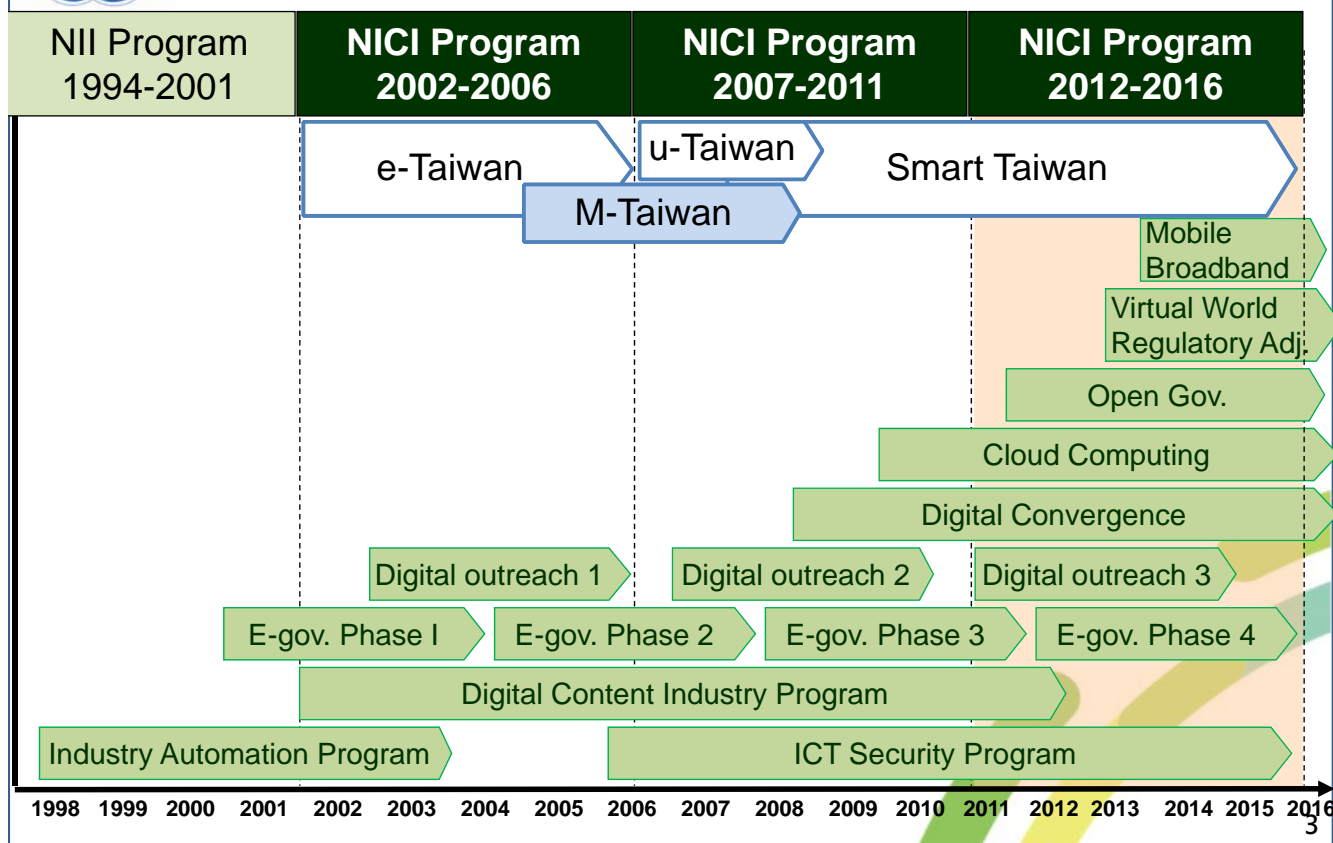 NII Program
1994-2001
NICI Program
2002-2006
NICI Program
2007-2011
NICI Program
2012-2016
e-Taiwan
u-Taiwan
Smart Taiwan
M-Taiwan
Mobile
Broadband
Virtual World
Regulatory Adj.
Open Gov.
Cloud Computing
Digital Convergence
Digital outreach 1
Digital outreach 2
Digital outreach 3
E-gov. Phase I
E-gov. Phase 2
E-gov. Phase 3
E-gov. Phase 4
Digital Content Industry Program
Industry Automation Program
ICT Security Program
1998 1999 2000 2001 2002 2003 2004 2005 2006 2007 2008 2009 2010 2011 2012 2013 2014 2015 2016
3